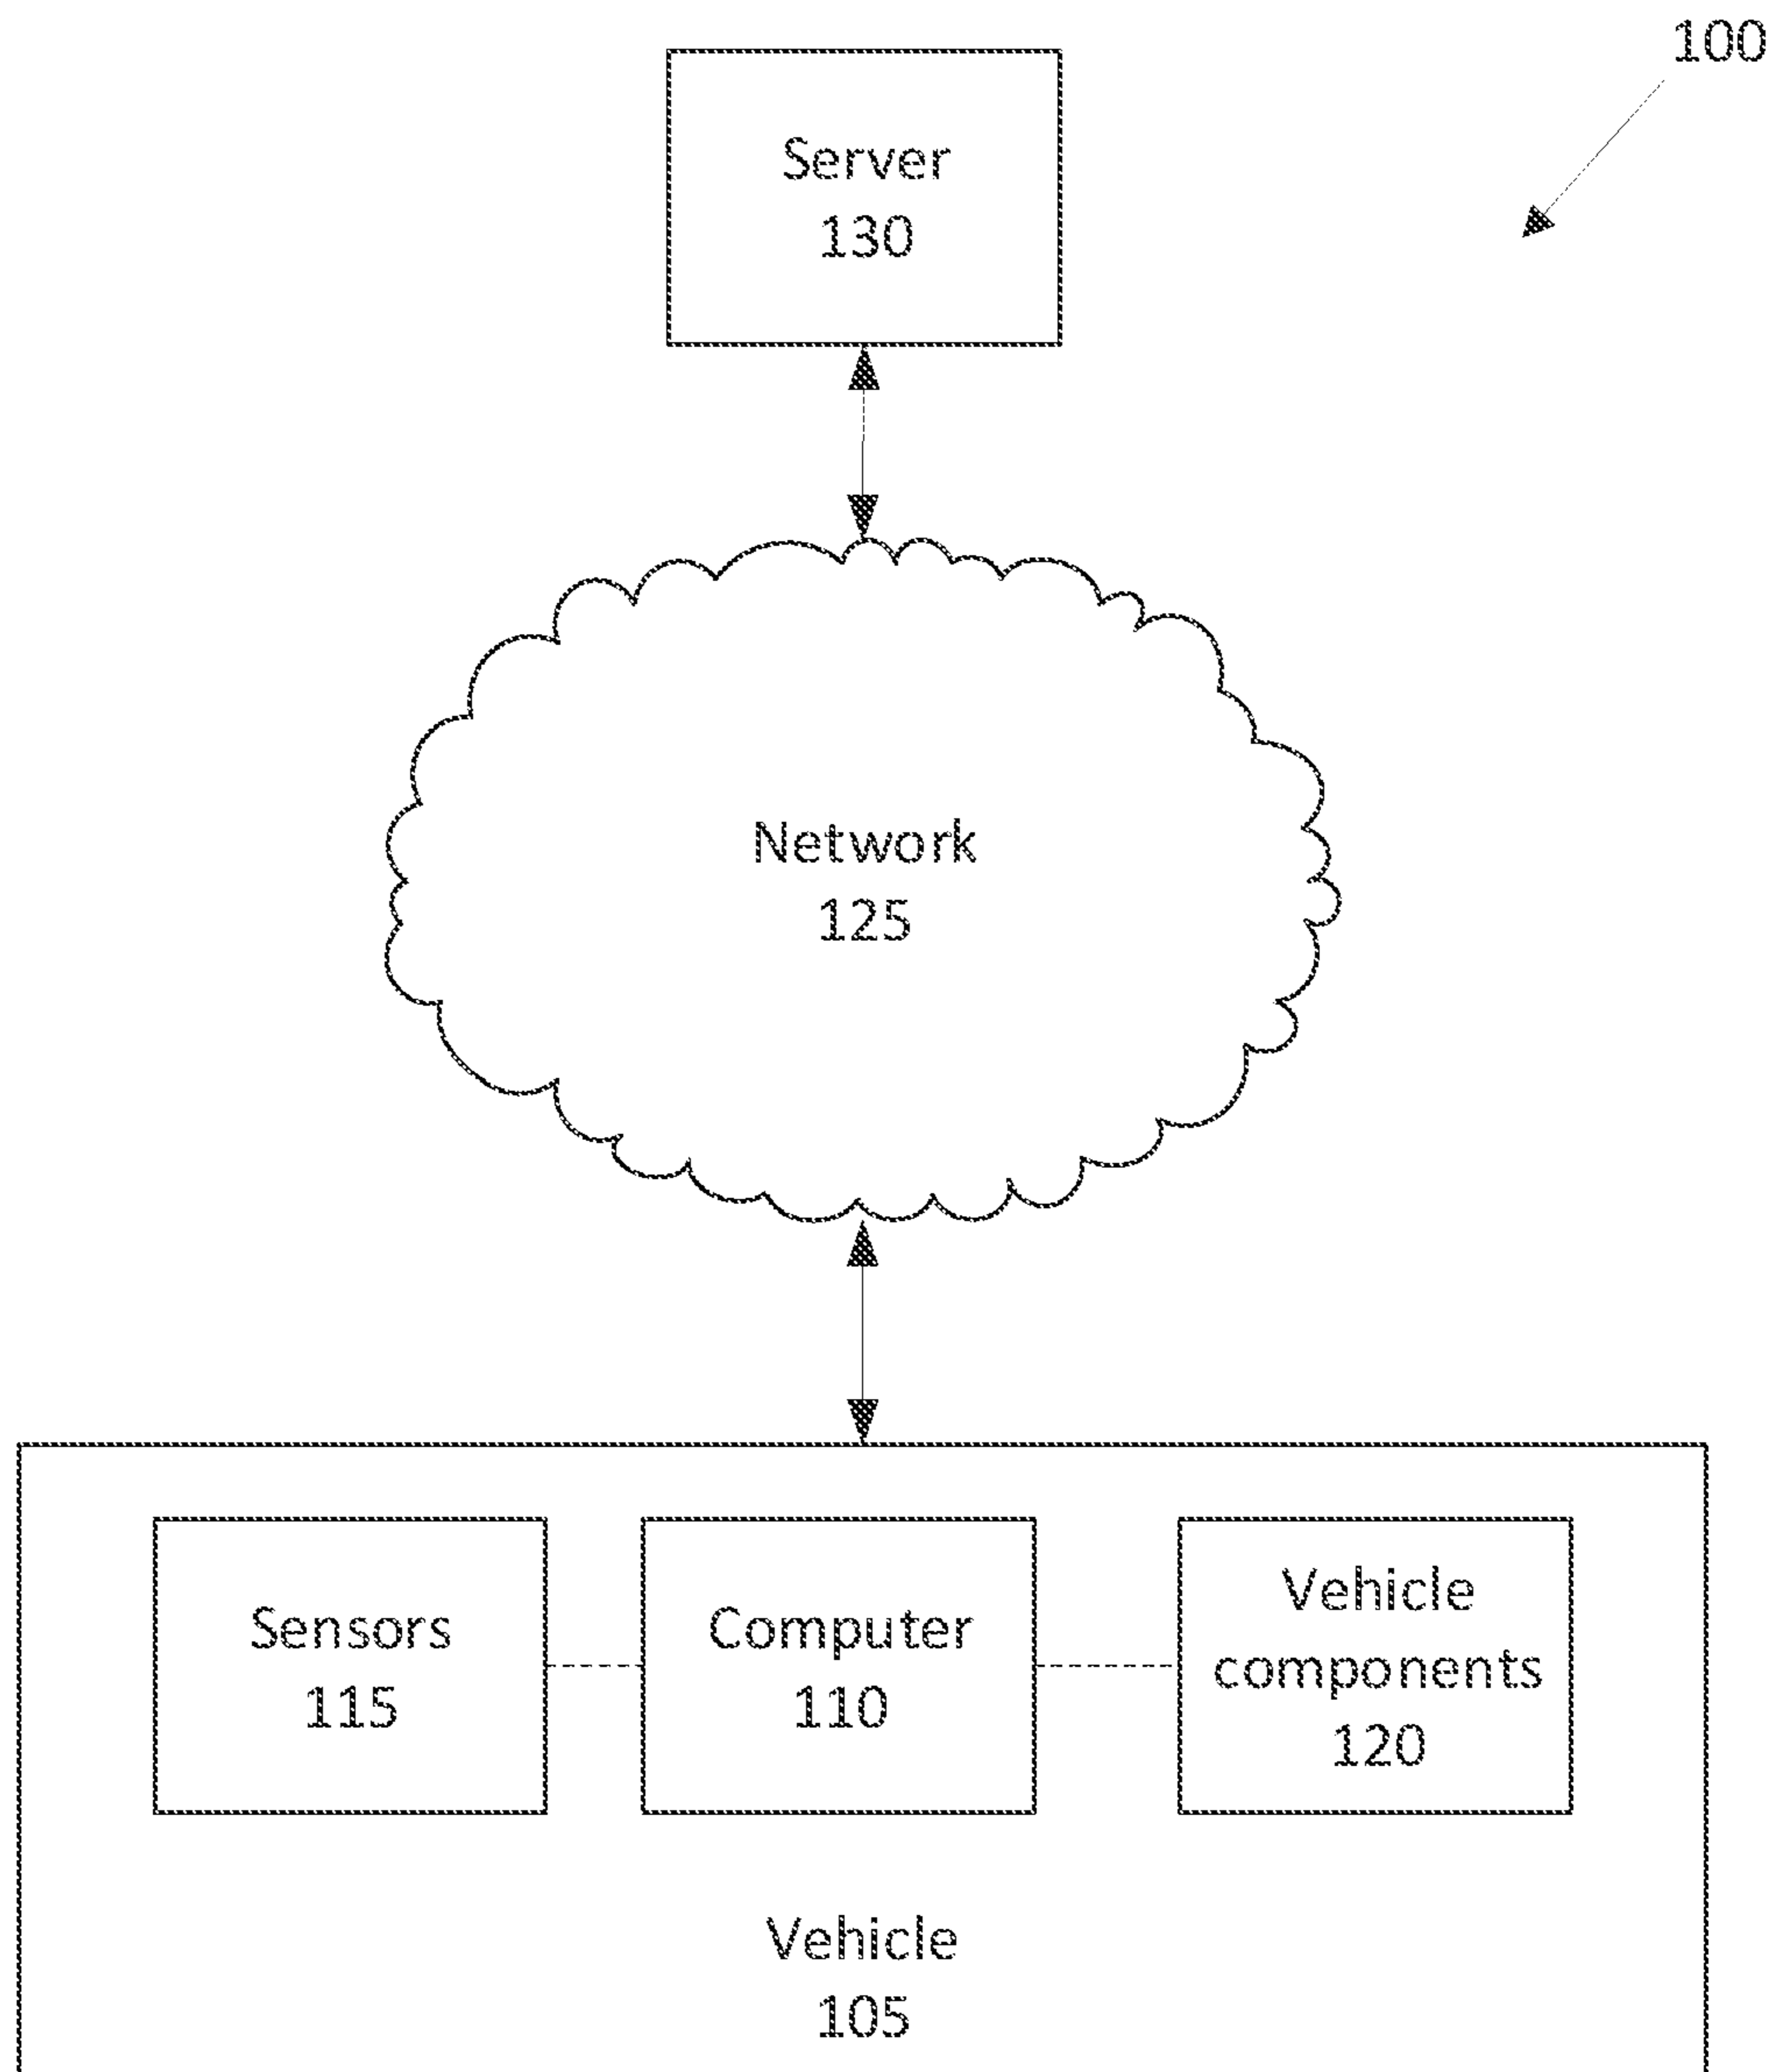 100
Server
130
Network
125
Sensors
115
Computer
110
Vehicle
components
120
Vehicle
105